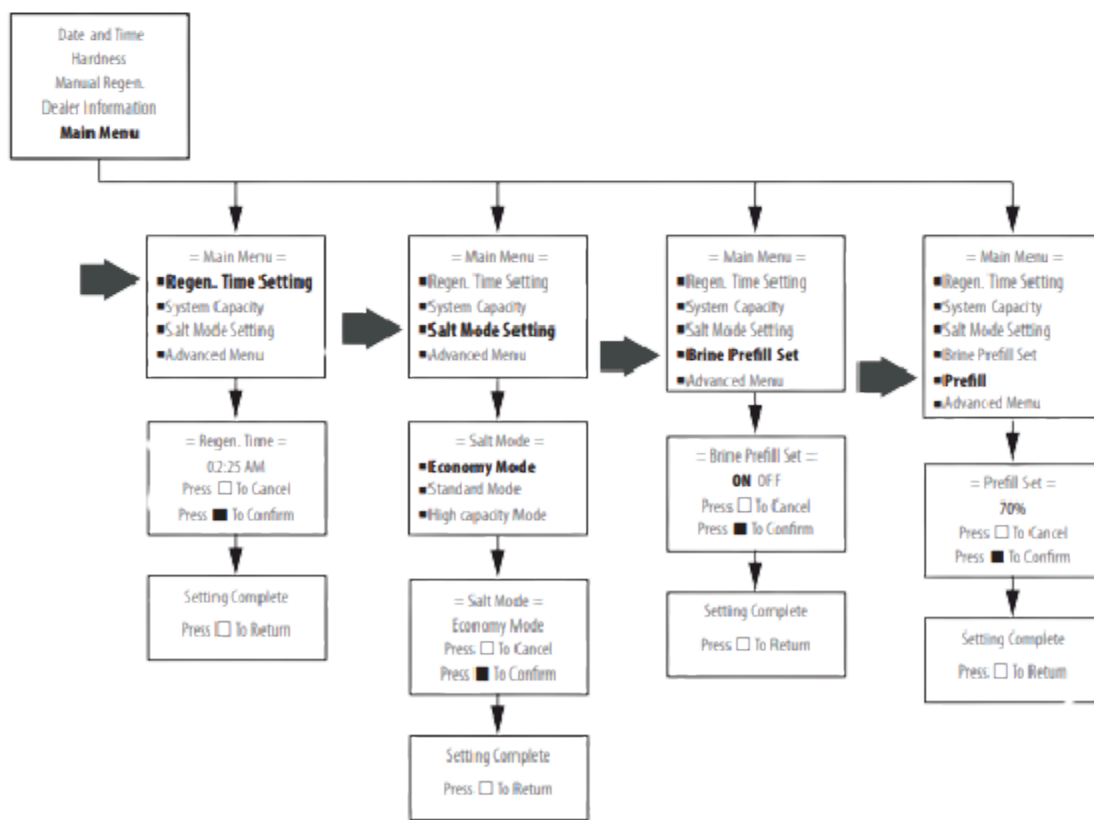 Date and Time
Hardness
Manual Regen.
Dealer Information
Main Menu
= Main Menu =
■Regen. Time Setting
■System Capacity
■Salt Mode Setting
■Advanced Menu
= Regen. Time =
02:25 AM
Press □ To Cancel
Press ■ To Confirm
Setting Complete
Press □ To Return
= Main Menu =
■Regen. Time Setting
■System Capacity
■Salt Mode Setting
■Advanced Menu
= Salt Mode =
■Economy Mode
■Standard Mode
■High capacity Mode
= Salt Mode =
Economy Mode
Press □ To Cancel
Press ■ To Confirm
Setting Complete
Press □ To Return
= Main Menu =
■Regen. Time Setting
■System Capacity
■Salt Mode Setting
■Brine Prefill Set
■Advanced Menu
= Brine Prefill Set =
ON OFF
Press □ To Cancel
Press ■ To Confirm
Setting Complete
Press □ To Return
= Main Menu =
■Regen. Time Setting
■System Capacity
■Salt Mode Setting
■Brine Prefill Set
■Prefill
■Advanced Menu
= Prefill Set =
70%
Press □ To Cancel
Press ■ To Confirm
Setting Complete
Press □ To Return